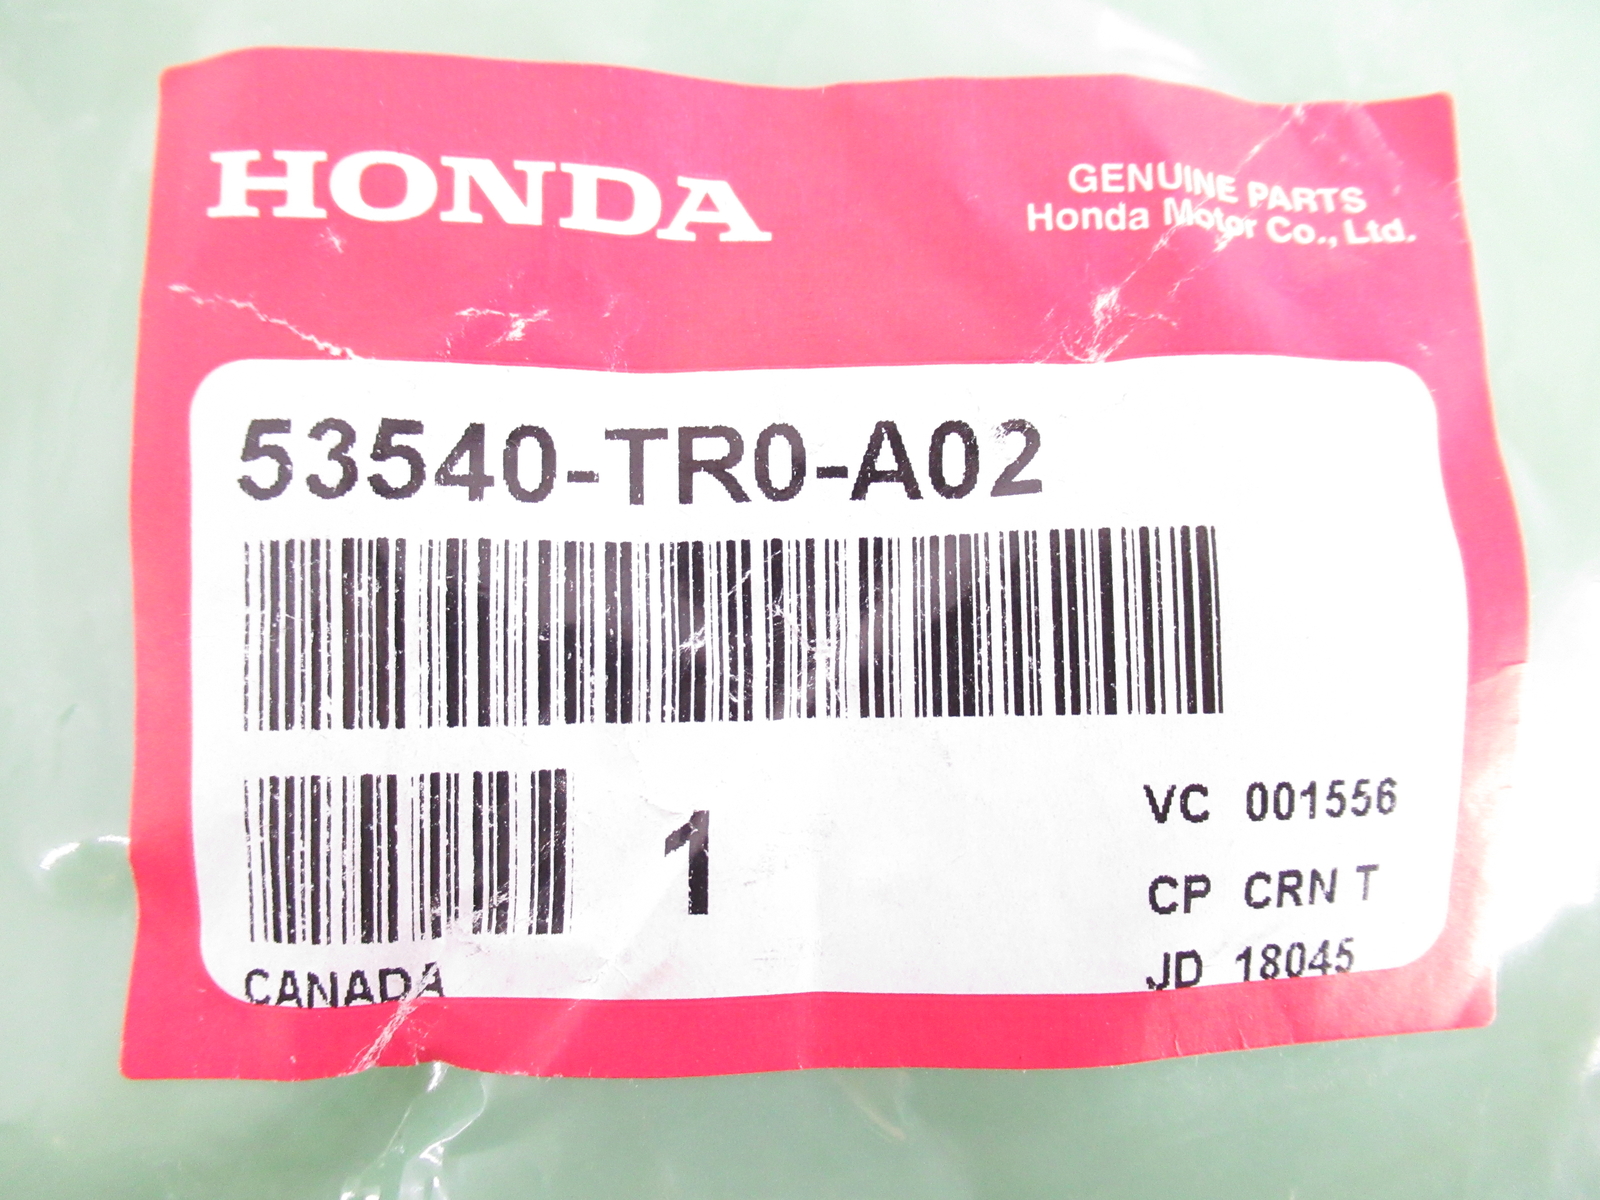 HONDA
GENUINE PARTS
Honda Motor Co., Ltd.
53540-TR0-A02
1
VC 001556
CP CRN T
JD 18045
CANADA